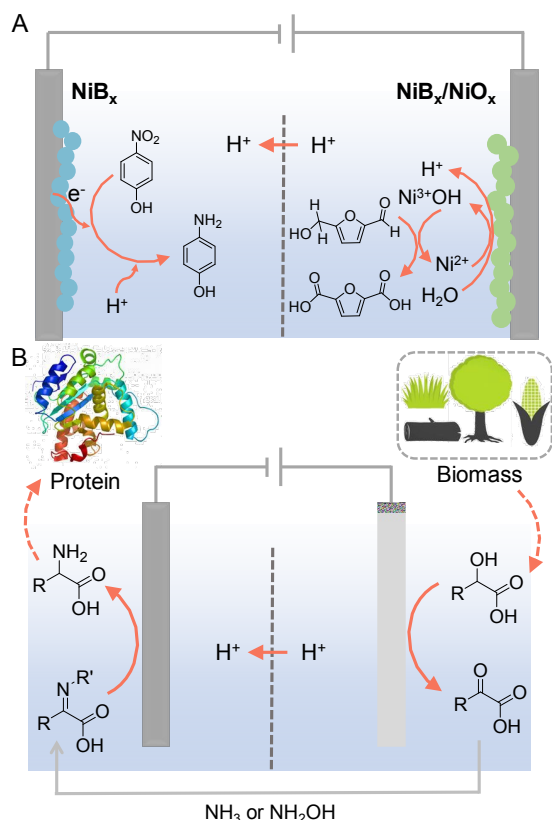 A
NiBₓ
NiBₓ/NiOₓ
NO₂
OH
e⁻
NH₂
OH
H⁺
H⁺
H⁺
H⁺
O
HO
H
H
O
H
Ni³⁺OH
Ni²⁺
H₂O
O
HO
O
O
OH
B
Protein
Biomass
NH₂
R
O
OH
N
R'
R
O
OH
H⁺
H⁺
OH
R
O
OH
O
R
O
OH
NH₃ or NH₂OH